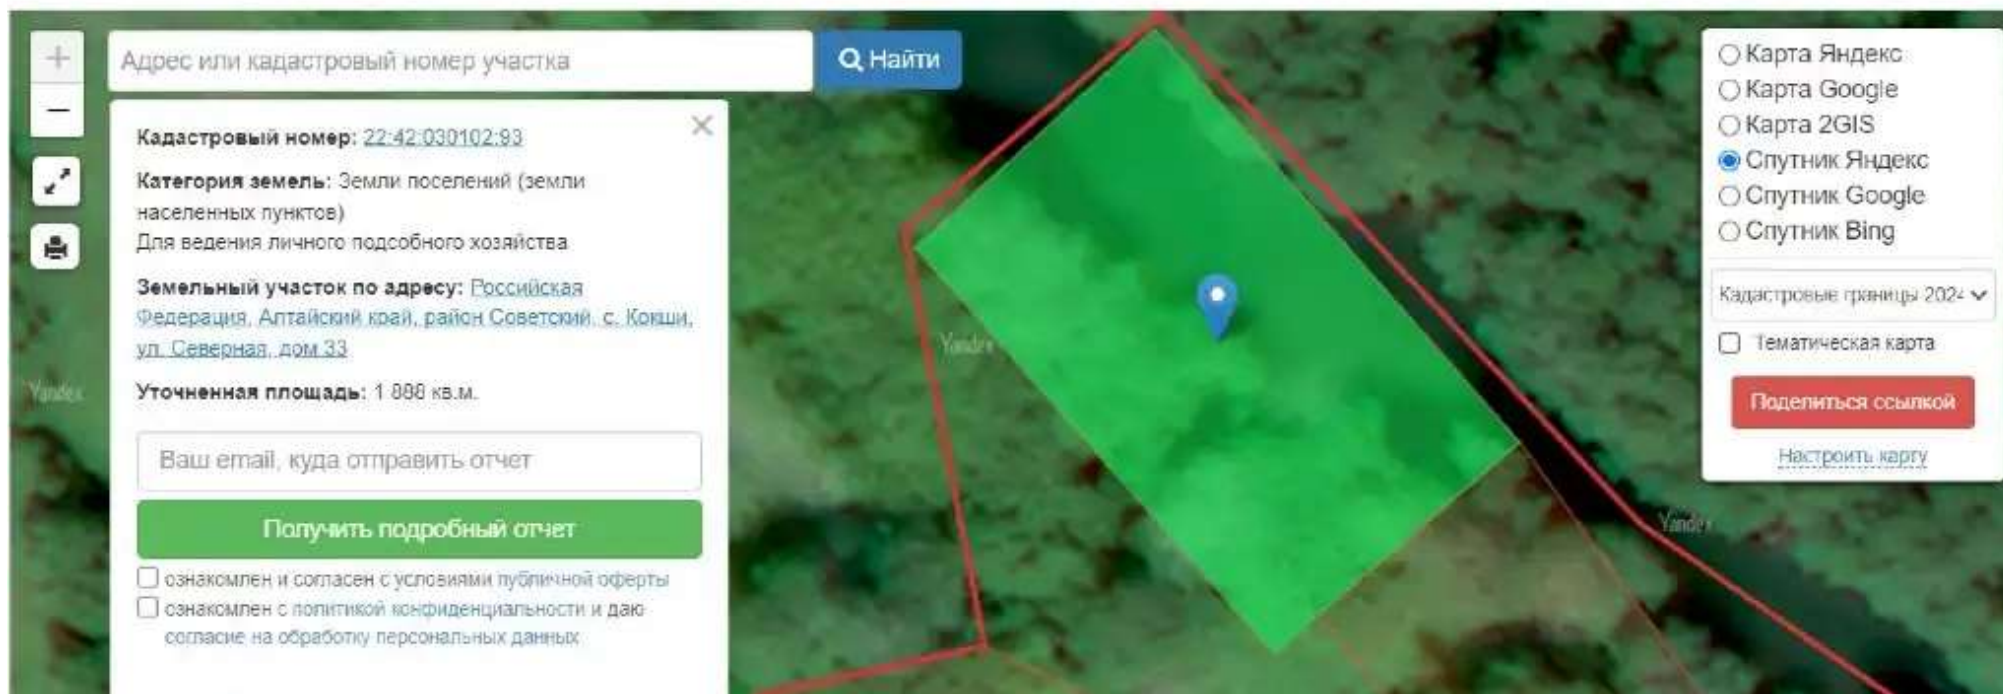 Адрес или кадастровый номер участка
Найти
Кадастровый номер: 22:42:030102:93
Категория земель: Земли поселений (земли
населенных пунктов)
Для ведения личного подсобного хозяйства
Земельный участок по адресу: Российская
Федерация, Алтайский край, район Советский, с. Кокши,
ул. Северная, дом 33
Уточненная площадь: 1 888 кв.м.
Ваш email, куда отправить отчет
Получить подробный отчет
ознакомлен и согласен с условиями публичной оферты
ознакомлен с политикой конфиденциальности и даю
согласие на обработку персональных данных
Карта Яндекс
Карта Google
Карта 2GIS
Спутник Яндекс
Спутник Google
Спутник Bing
Кадастровые границы 2024
Тематическая карта
Поделиться ссылкой
Настроить карту
Yandex
Yandex
Yandex